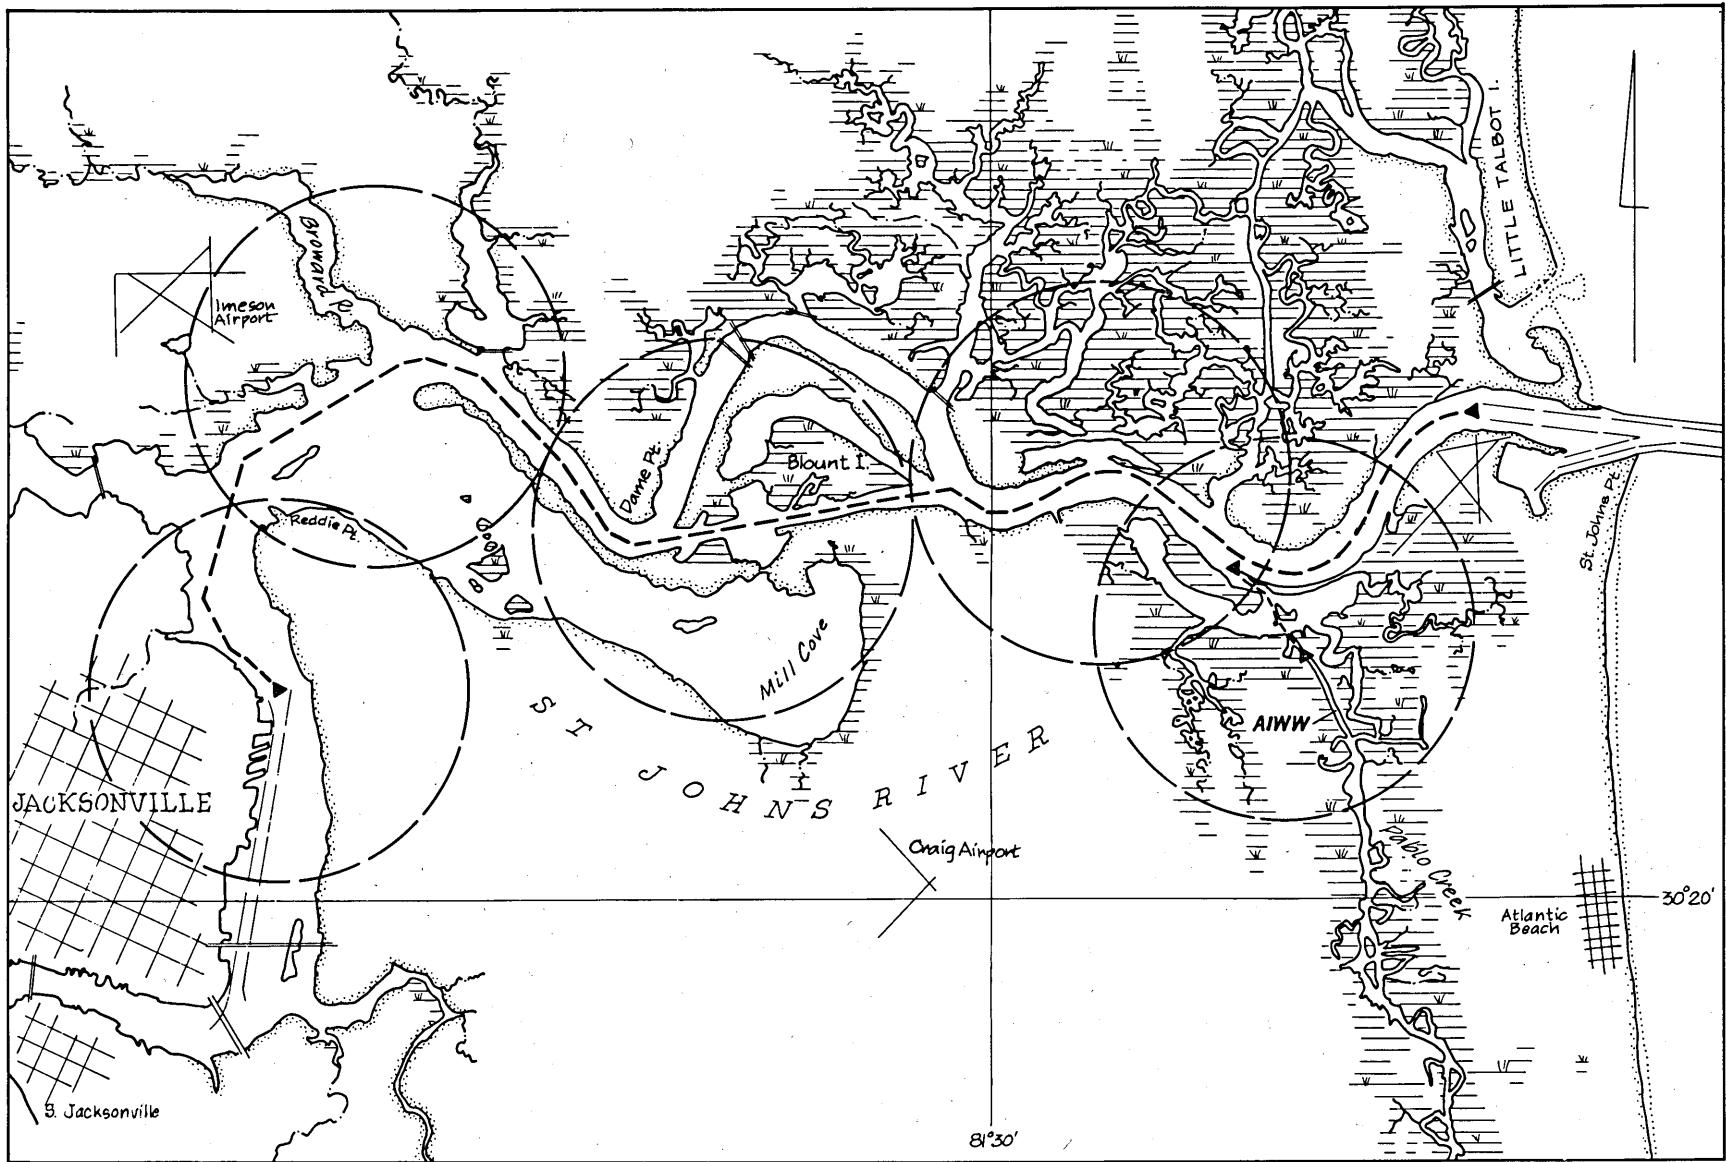 LITTLE TALBOT I.
Broward R.
Imeson
Airport
Dame Pt.
Blount I.
Reddie Pt.
St. Johns Pt.
Mill Cove
ST JOHNS RIVER
AIWW
JACKSONVILLE
Craig Airport
Pablo Creek
30°20'
Atlantic
Beach
S. Jacksonville
81°30'